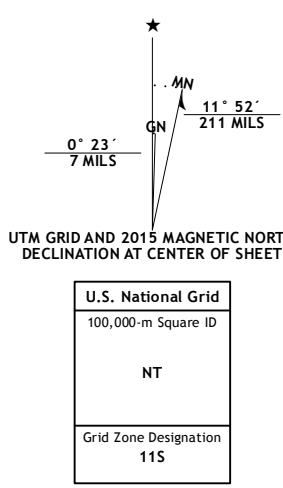 ★
MN
GN
11° 52´
211 MILS
0° 23´
7 MILS
UTM GRID AND 2015 MAGNETIC NORT
DECLINATION AT CENTER OF SHEET
U.S. National Grid
100,000-m Square ID
NT
Grid Zone Designation
11S